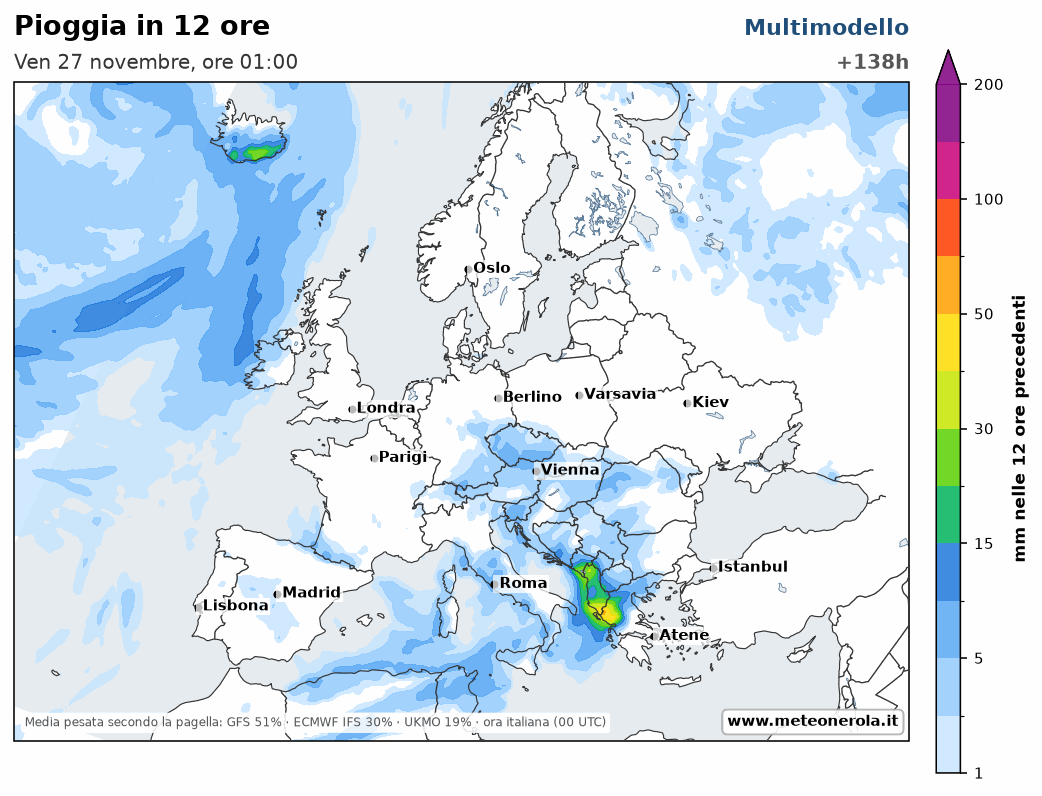 Pioggia in 12 ore
Multimodello
Ven 27 novembre, ore 01:00
+138h
200
100
50
30
15
5
1
mm nelle 12 ore precedenti
Oslo
Londra
Berlino
Varsavia
Kiev
Parigi
Vienna
Istanbul
Roma
Madrid
Lisbona
Atene
Media pesata secondo la pagella: GFS 51% · ECMWF IFS 30% · UKMO 19% · ora italiana (00 UTC)
www.meteonerola.it